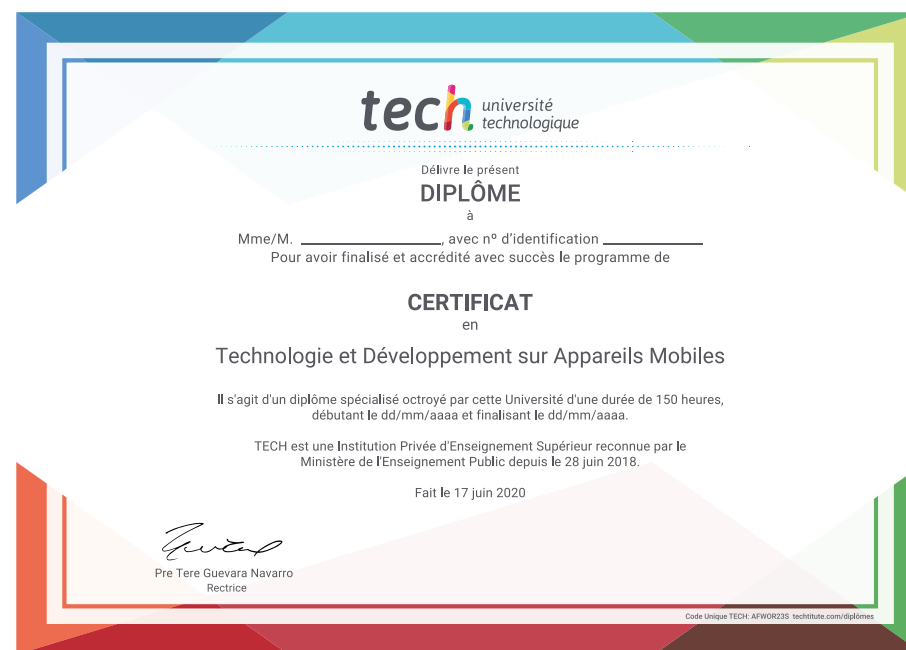 tech université
technologique
Délivre le présent
DIPLÔME
à
Mme/M. ____________________, avec nº d'identification ______________
Pour avoir finalisé et accrédité avec succès le programme de
CERTIFICAT
en
Technologie et Développement sur Appareils Mobiles
Il s'agit d'un diplôme spécialisé octroyé par cette Université d'une durée de 150 heures,
débutant le dd/mm/aaaa et finalisant le dd/mm/aaaa.
TECH est une Institution Privée d'Enseignement Supérieur reconnue par le
Ministère de l'Enseignement Public depuis le 28 juin 2018.
Fait le 17 juin 2020
Pre Tere Guevara Navarro
Rectrice
Code Unique TECH: AFWOR23S techtitute.com/diplômes